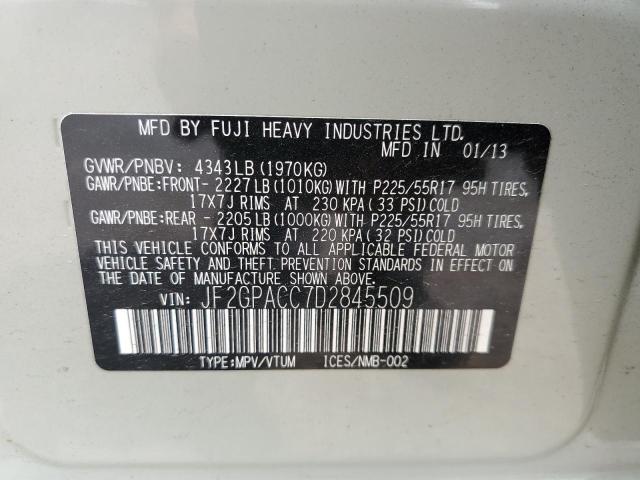 MFD BY FUJI HEAVY INDUSTRIES LTD.
MFD IN 01/13
GVWR/PNBV: 4343LB (1970KG)
GAWR/PNBE:FRONT- 2227LB (1010KG) WITH P225/55R17 95H TIRES,
17X7J RIMS AT 230 KPA ( 33 PSI) COLD
GAWR/PNBE:REAR - 2205LB (1000KG) WITH P225/55R17 95H TIRES,
17X7J RIMS AT 220 KPA ( 32 PSI) COLD
THIS VEHICLE CONFORMS TO ALL APPLICABLE FEDERAL MOTOR
VEHICLE SAFETY AND THEFT PREVENTION STANDARDS IN EFFECT ON THE
DATE OF MANUFACTURE SHOWN ABOVE.
VIN: JF2GPACC7D2845509
TYPE:MPV/VTUM ICES/NMB-002